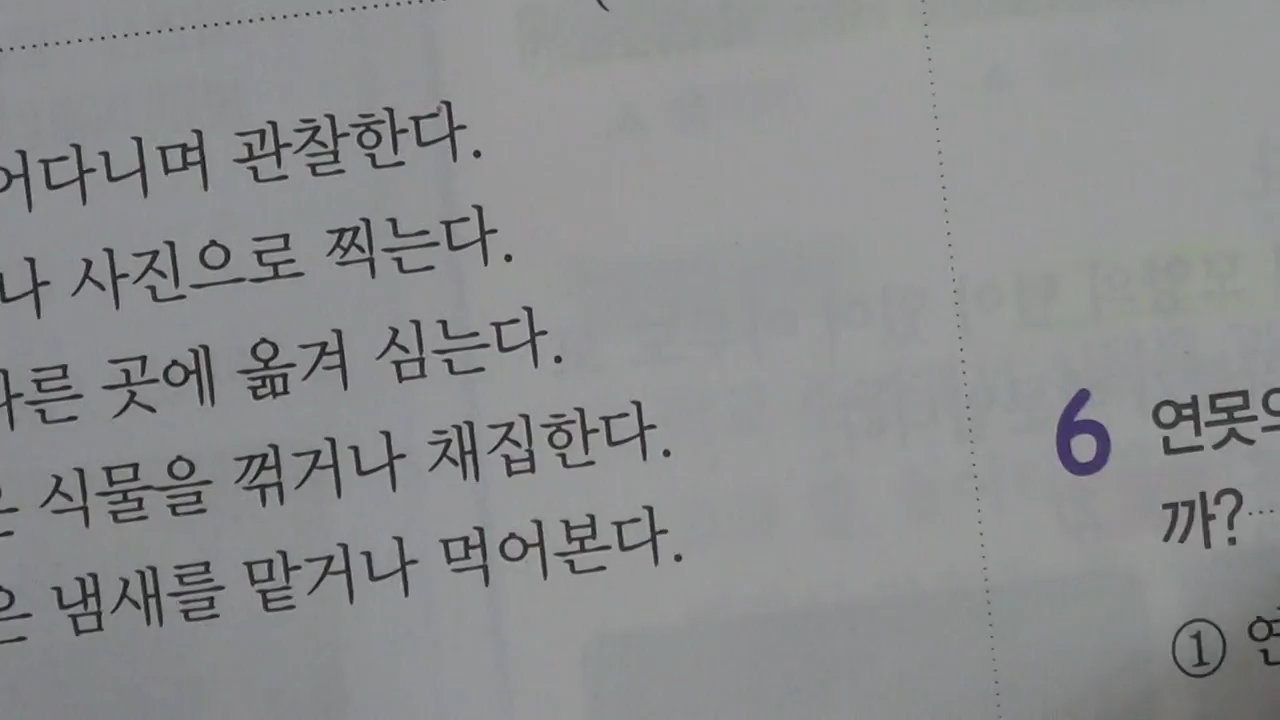 어다니며 관찰한다.
나 사진으로 찍는다.
다른 곳에 옮겨 심는다.
식물을 꺾거나 채집한다.
은 냄새를 맡거나 먹어본다.
6 연못의
까?
①